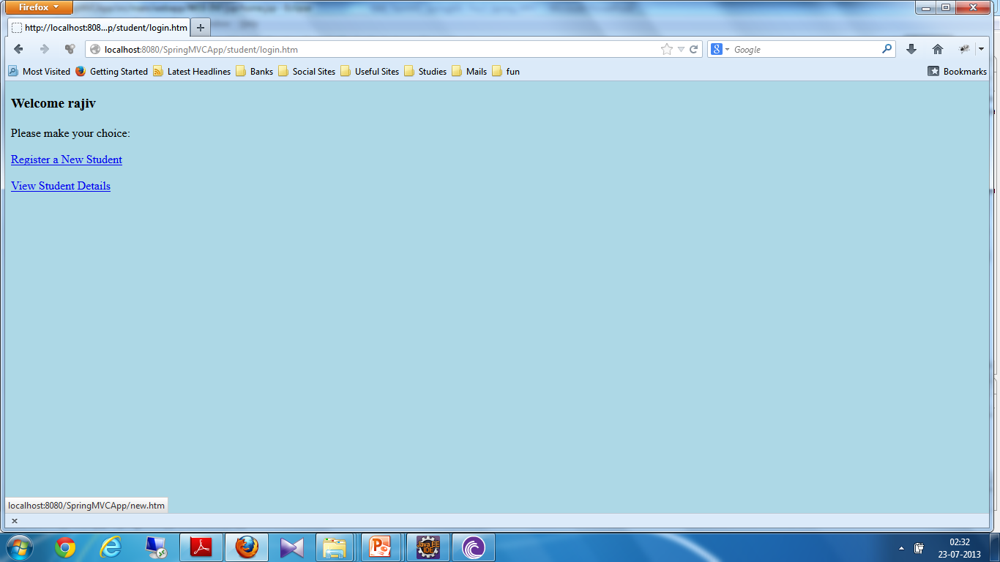 Firefox
http://localhost:808...p/student/login.htm
localhost:8080/SpringMVCApp/student/login.htm
Google
Most Visited Getting Started Latest Headlines Banks Social Sites Useful Sites Studies Mails fun Bookmarks
Welcome rajiv
Please make your choice:
Register a New Student
View Student Details
localhost:8080/SpringMVCApp/new.htm
Java EE
IDE
02:32
23-07-2013